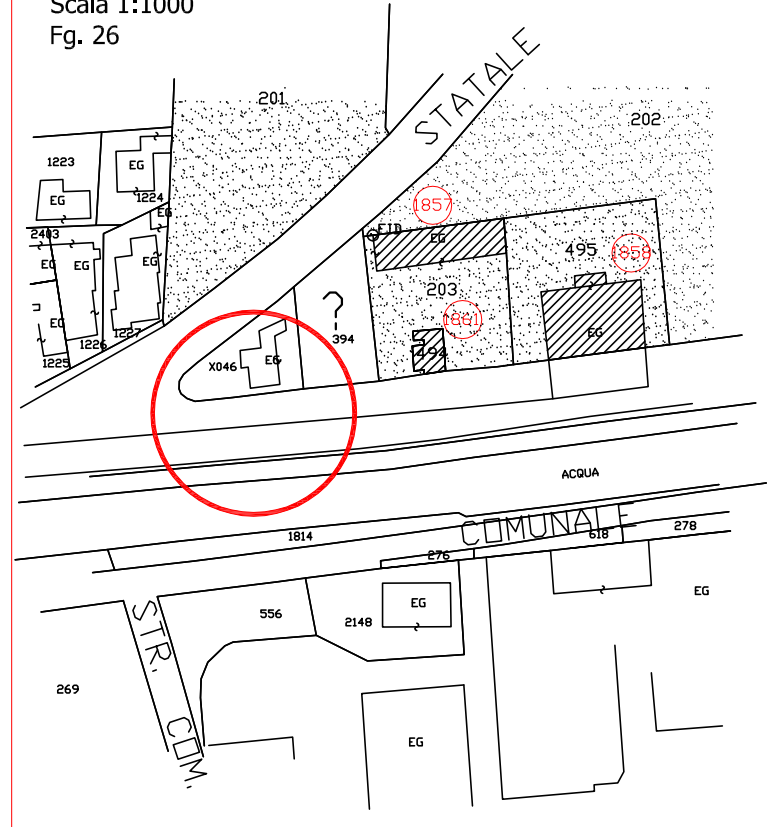 Scala 1:1000
Fg. 26
STATALE
201
202
1223
EG
1224
EG
1857
EID
EG
EG
2403
EG
EG
EG
495
1858
203
1861
?
394
EG
1227
1226
EG
1225
X046
EG
494
EG
ACQUA
COMUNALE
1814
618
278
276
EG
556
2148
EG
STR. COM.
269
EG